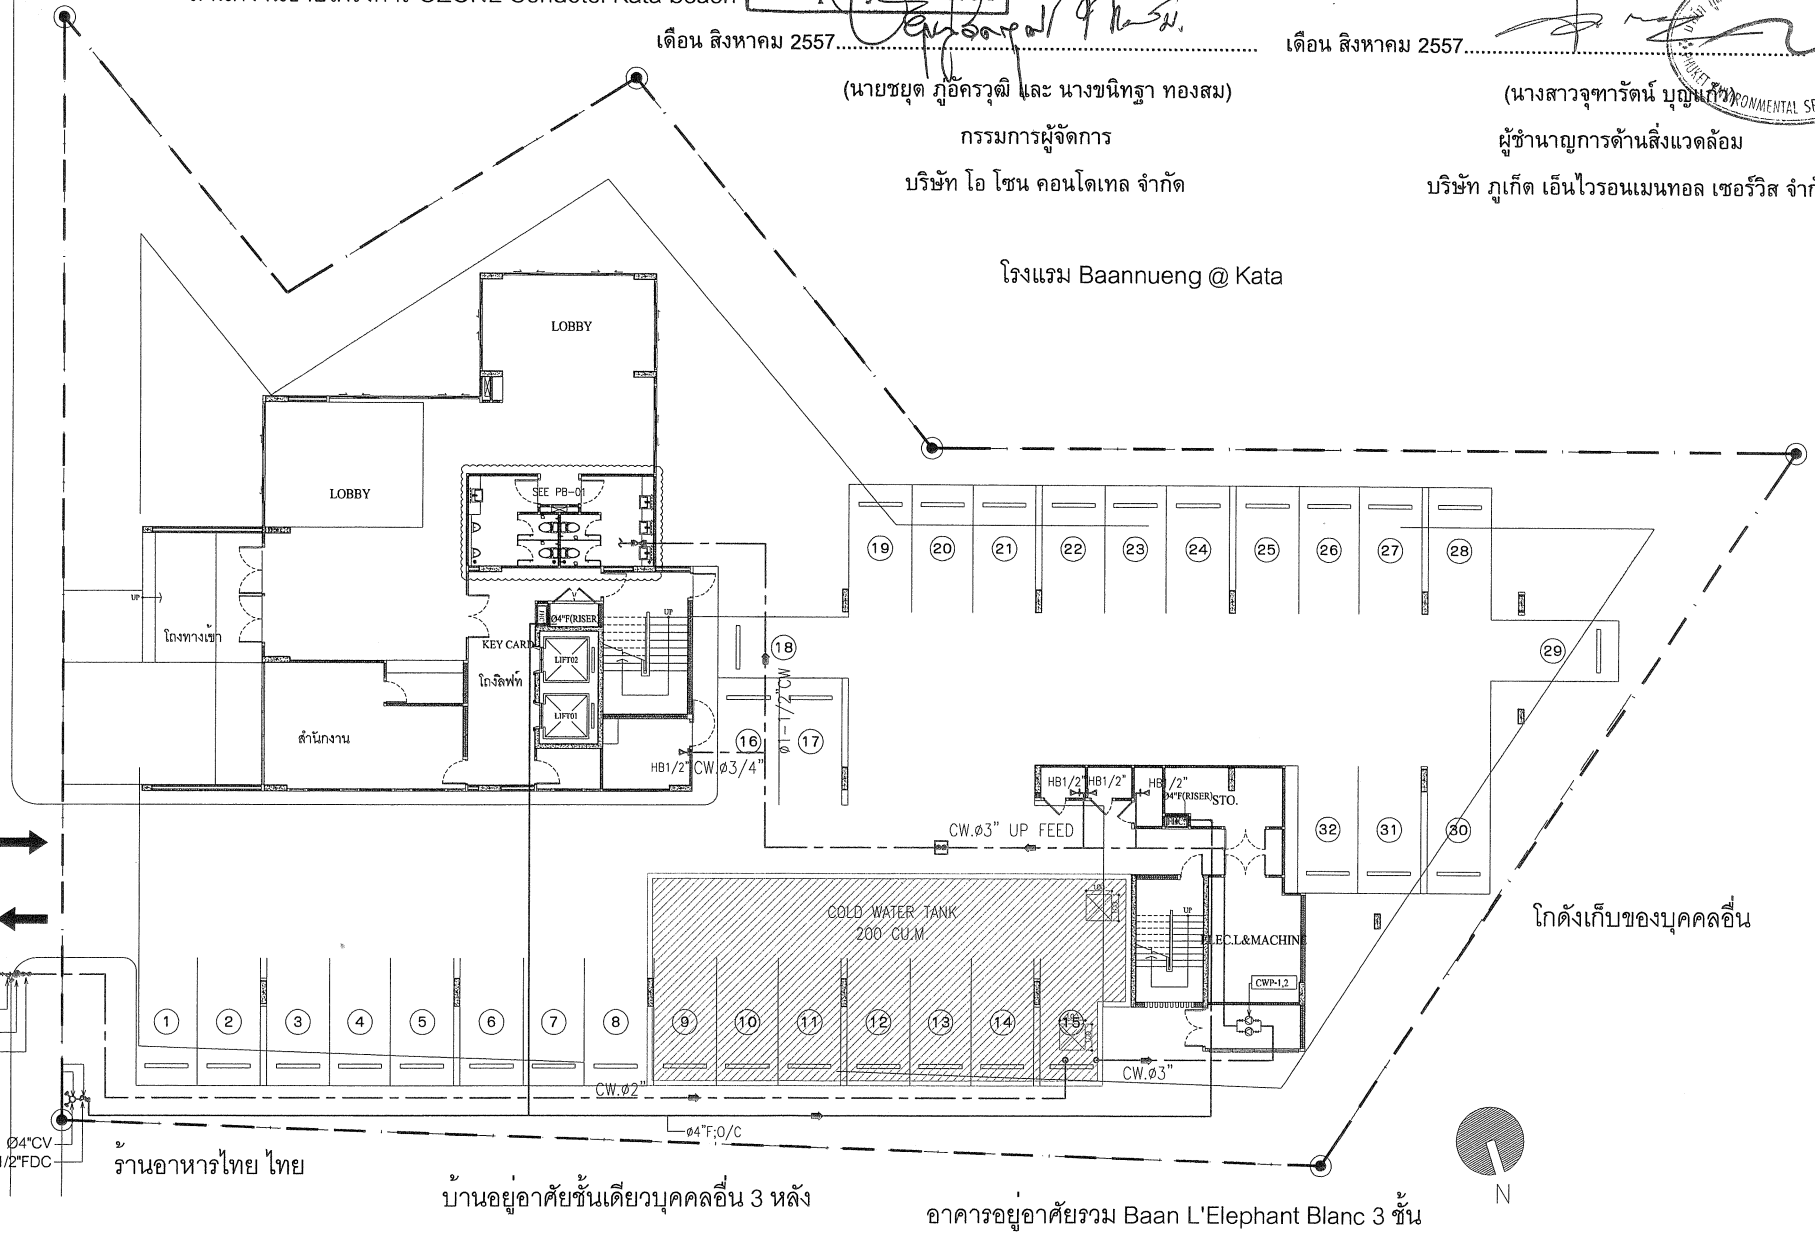 OZONE Condotel Kata beach
เดือน สิงหาคม 2557
(นายชยุต ภู่อัครวุฒิ และ นางขนิทฐา ทองสม)
กรรมการผู้จัดการ
บริษัท โอ โซน คอนโดเทล จำกัด
เดือน สิงหาคม 2557
(นางสาวจุฑารัตน์ บุญแก้ว)
ผู้ชำนาญการด้านสิ่งแวดล้อม
บริษัท ภูเก็ต เอ็นไวรอนเมนทอล เซอร์วิส
PHUKET ENVIRONMENTAL
โรงแรม Baannueng @ Kata
LOBBY
LOBBY
SEE PB-01
19 20 21 22 23 24 25 26 27 28
UP
โถงทางเข้า
Ø4"F(RISER)
UP
KEY CARD
LIFT02
โถงลิฟท์
LIFT01
สำนักงาน
18
ø1-1/2"CW
16 17
HB1/2" CW.ø3/4"
29
HB1/2" HB1/2" HB1/2"
Ø4"F(RISER) STO.
FHC
CW.ø3" UP FEED
32 31 30
COLD WATER TANK
200 CU.M.
UP
ELEC.L&MACHINE
CWP-1,2
โกดังเก็บของบุคคลอื่น
1 2 3 4 5 6 7 8 9 10 11 12 13 14 15
CW.ø3"
CW.ø2"
ø4"F;O/C
Ø4"CV
1/2"FDC
ร้านอาหารไทย ไทย
บ้านอยู่อาศัยชั้นเดียวบุคคลอื่น 3 หลัง
อาคารอยู่อาศัยรวม Baan L'Elephant Blanc 3 ชั้น
N